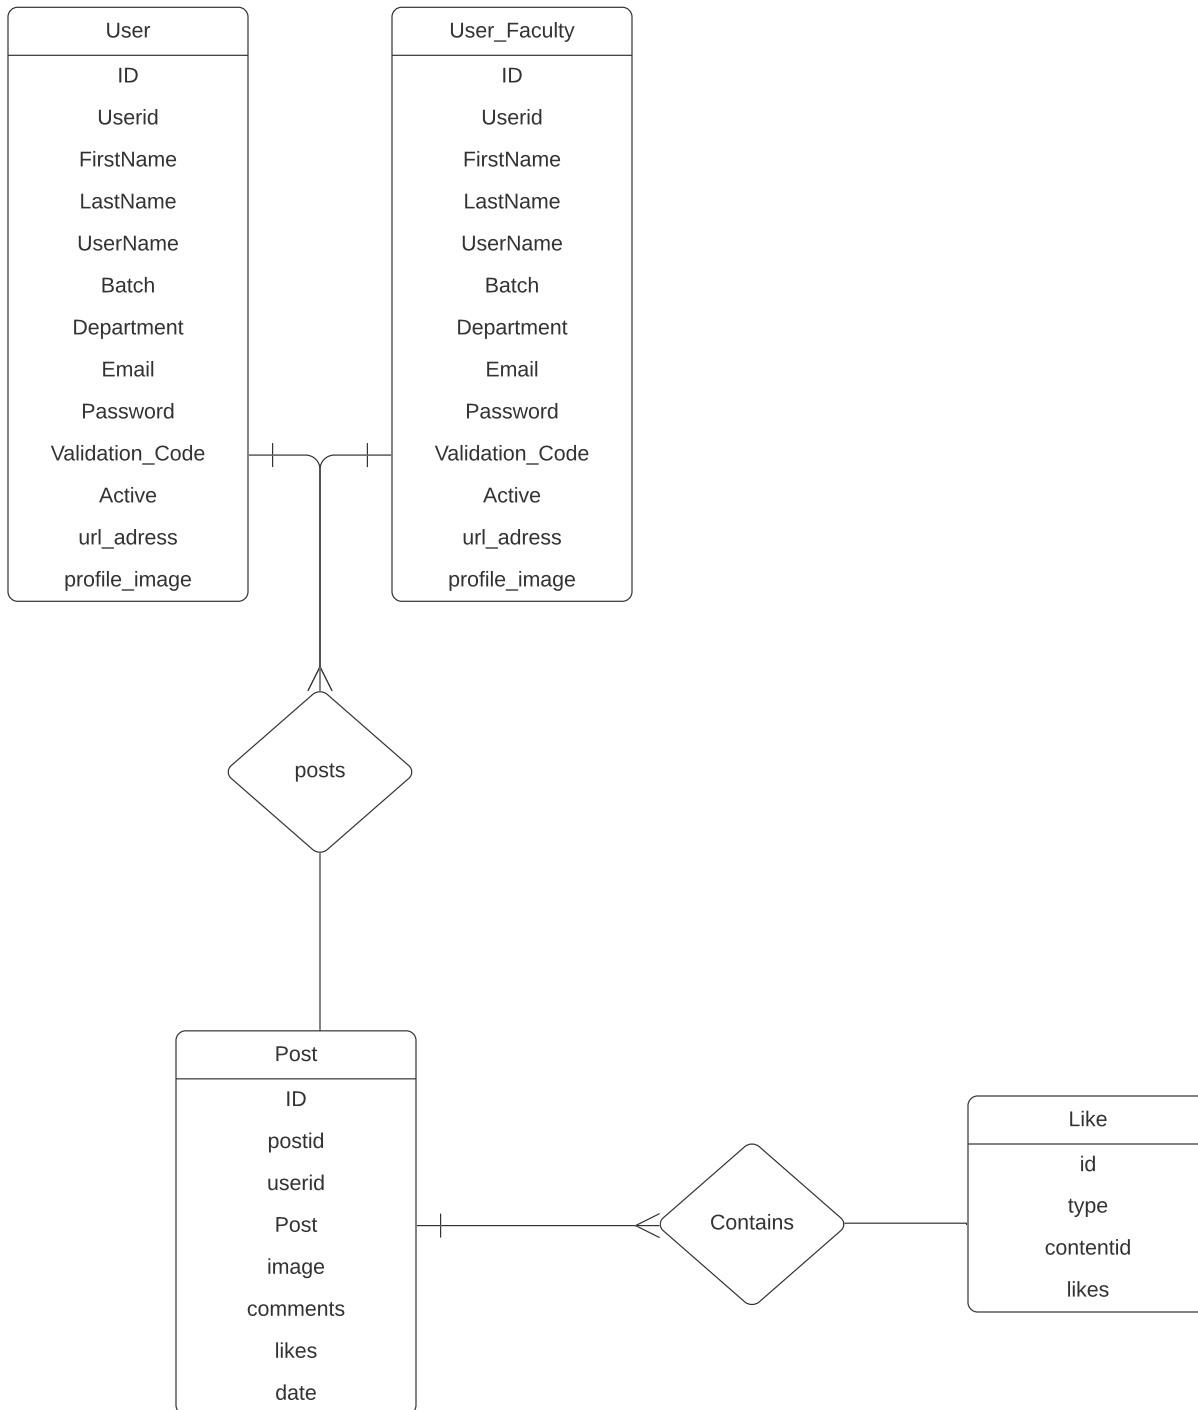 User
ID
Userid
FirstName
LastName
UserName
Batch
Department
Email
Password
Validation_Code
Active
url_adress
profile_image
User_Faculty
ID
Userid
FirstName
LastName
UserName
Batch
Department
Email
Password
Validation_Code
Active
url_adress
profile_image
posts
Post
ID
postid
userid
Post
image
comments
likes
date
Contains
Like
id
type
contentid
likes